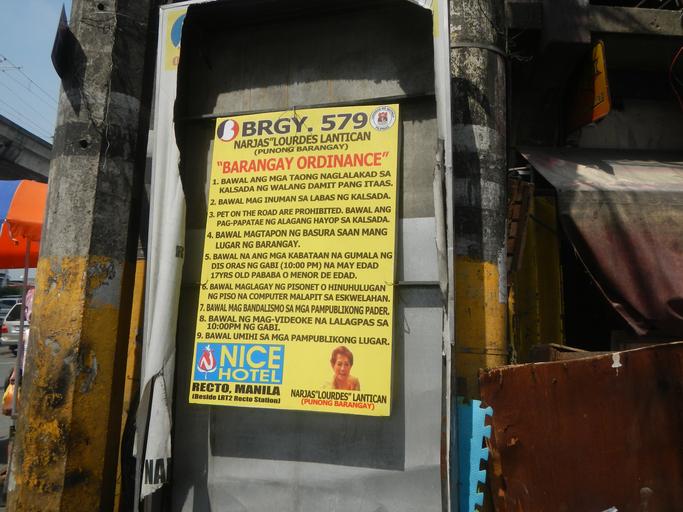 BRGY. 579
NARJAS"LOURDES LANTICAN
(PUNONG BARANGAY)
"BARANGAY ORDINANCE"
1. BAWAL ANG MGA TAONG NAGLALAKAD SA
KALSADA NG WALANG DAMIT PANG ITAAS.
2. BAWAL MAG INUMAN SA LABAS NG KALSADA.
3. PET ON THE ROAD ARE PROHIBITED. BAWAL ANG
PAG-PAPATAE NG ALAGANG HAYOP SA KALSADA.
4. BAWAL MAGTAPON NG BASURA SAAN MANG
LUGAR NG BARANGAY.
5. BAWAL NA ANG MGA KABATAAN NA GUMALA NG
DIS ORAS NG GABI (10:00 PM) NA MAY EDAD
17YRS OLD PABABA O MENOR DE EDAD.
6. BAWAL MAGLAGAY NG PISONET O HINUHULUGAN
NG PISO NA COMPUTER MALAPIT SA ESKWELAHAN.
7. BAWAL MAG BANDALISMO SA MGA PAMPUBLIKONG PADER.
8. BAWAL NG MAG-VIDEOKE NA LALAGPAS SA
10:00PM NG GABI.
9. BAWAL UMIHI SA MGA PAMPUBLIKONG LUGAR.
NICE
HOTEL
RECTO, MANILA
(Beside LRT2 Recto Station)
NARJAS"LOURDES" LANTICAN
(PUNONG BARANGAY)
NA